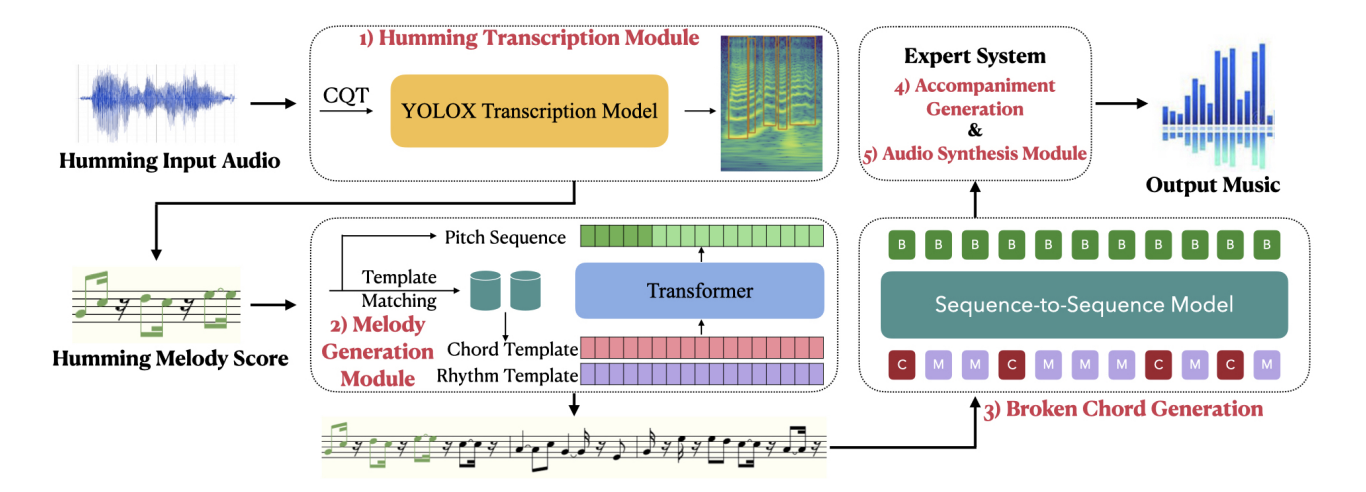 1) Humming Transcription Module
CQT
YOLOX Transcription Model
Humming Input Audio
Expert System
4) Accompaniment
Generation
&
5) Audio Synthesis Module
Output Music
Humming Melody Score
Pitch Sequence
Template
Matching
Transformer
2) Melody
Generation
Module
Chord Template
Rhythm Template
B B B B B B B B B B B
Sequence-to-Sequence Model
C M M C M M M C M C M
3) Broken Chord Generation